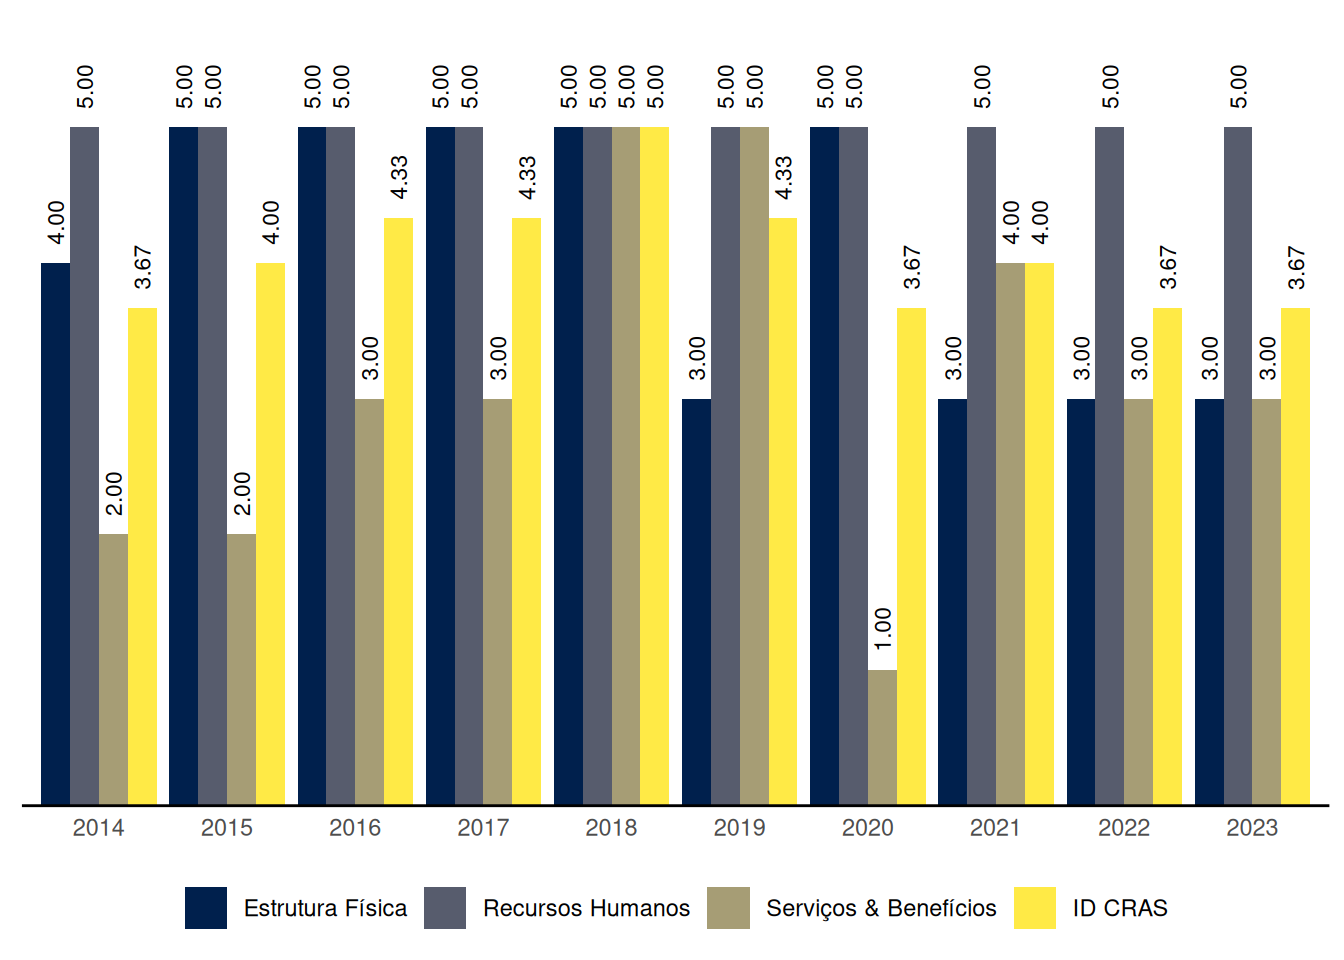 5.00 5.00 5.00 5.00 5.00 5.00 5.00 5.00 5.00 5.00 5.00 5.00 5.00 5.00 5.00 5.00 5.00 5.00
4.33 4.33 4.33
4.00 4.00 4.00 4.00
3.67 3.67 3.67 3.67
3.00 3.00 3.00 3.00 3.00 3.00 3.00 3.00
2.00 2.00
1.00
2014 2015 2016 2017 2018 2019 2020 2021 2022 2023
Estrutura Física Recursos Humanos Serviços & Benefícios ID CRAS